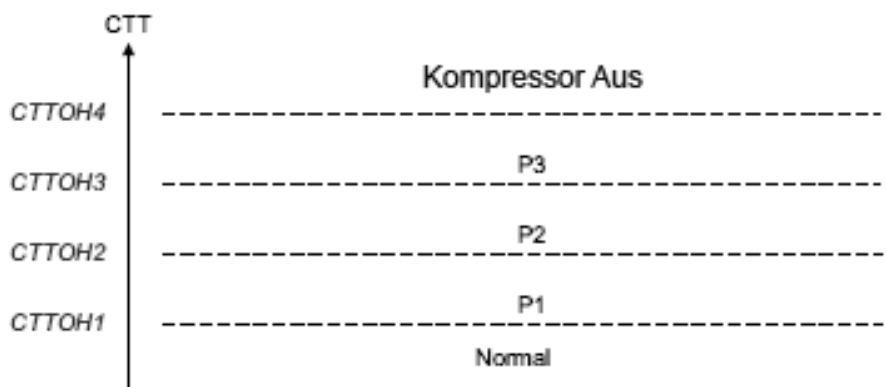 CTT
Kompressor Aus
CTTOH4
P3
CTTOH3
P2
CTTOH2
P1
CTTOH1
Normal